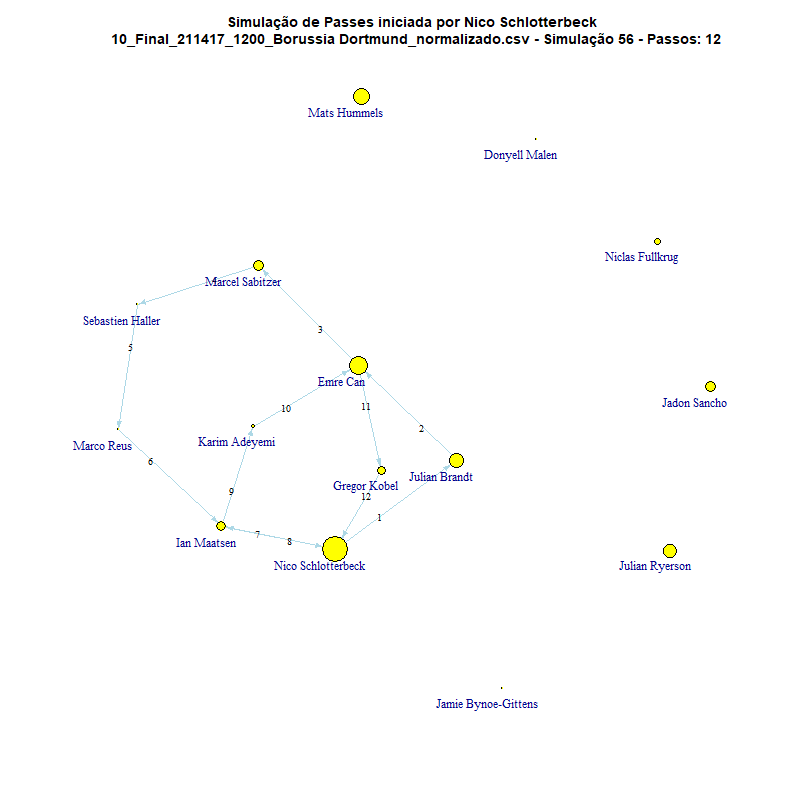 Simulação de Passes iniciada por Nico Schlotterbeck
10_Final_211417_1200_Borussia Dortmund_normalizado.csv - Simulação 56 - Passos: 12
Mats Hummels
Donyell Malen
Niclas Fullkrug
Marcel Sabitzer
Sebastien Haller
3
5
Emre Can
Jadon Sancho
10
11
2
Karim Adeyemi
Marco Reus
6
Julian Brandt
Gregor Kobel
9
12
1
7
8
Ian Maatsen
Nico Schlotterbeck
Julian Ryerson
Jamie Bynoe-Gittens